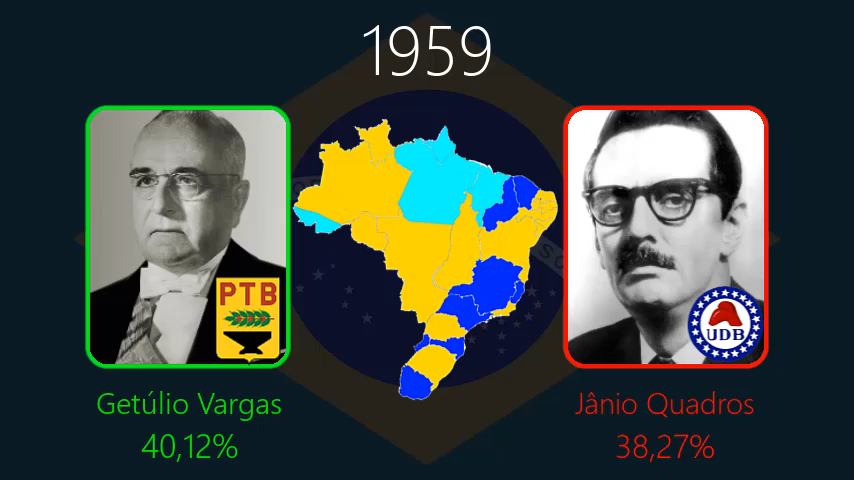 1959
PTB
UDB
Getúlio Vargas
Jânio Quadros
40,12%
38,27%